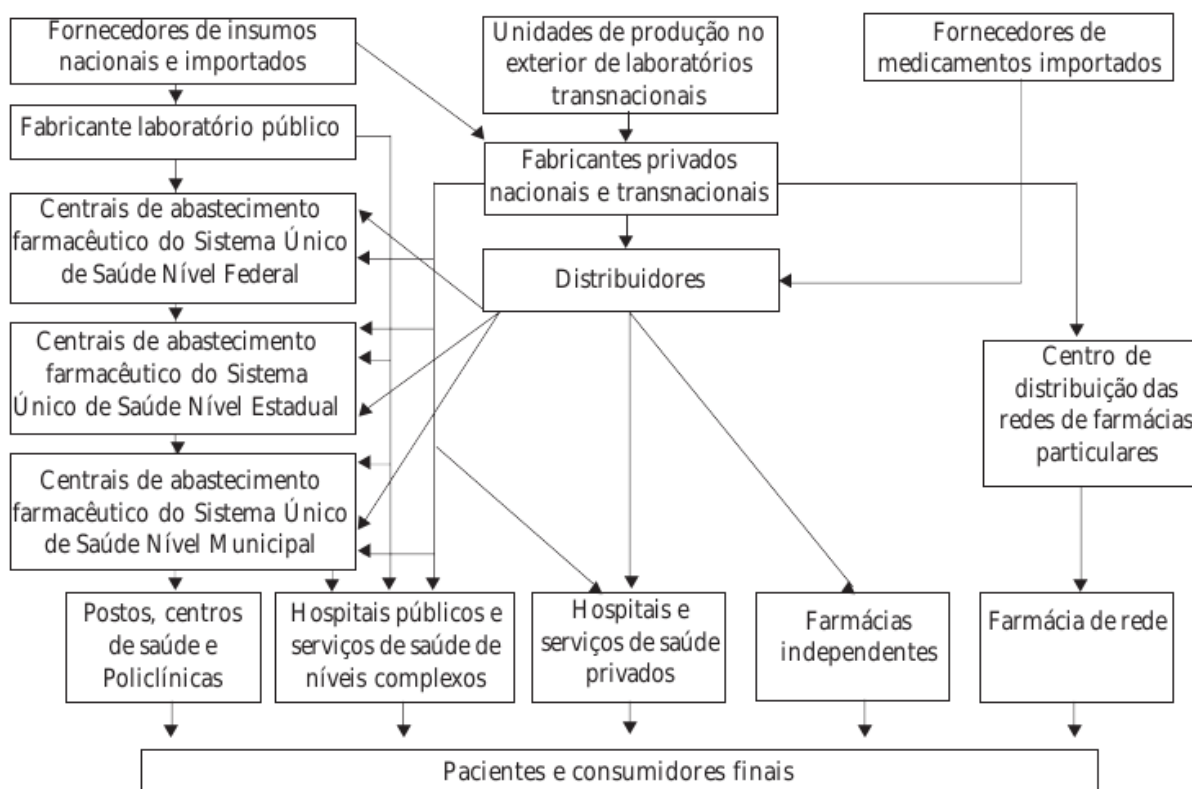 Fornecedores de insumos
nacionais e importados
Unidades de produção no
exterior de laboratórios
transnacionais
Fornecedores de
medicamentos importados
Fabricante laboratório público
Fabricantes privados
nacionais e transnacionais
Centrais de abastecimento
farmacêutico do Sistema Único
de Saúde Nível Federal
Distribuidores
Centrais de abastecimento
farmacêutico do Sistema
Único de Saúde Nível Estadual
Centro de
distribuição das
redes de farmácias
particulares
Centrais de abastecimento
farmacêutico do Sistema Único
de Saúde Nível Municipal
Postos, centros
de saúde e
Policlínicas
Hospitais públicos e
serviços de saúde de
níveis complexos
Hospitais e
serviços de saúde
privados
Farmácias
independentes
Farmácia de rede
Pacientes e consumidores finais